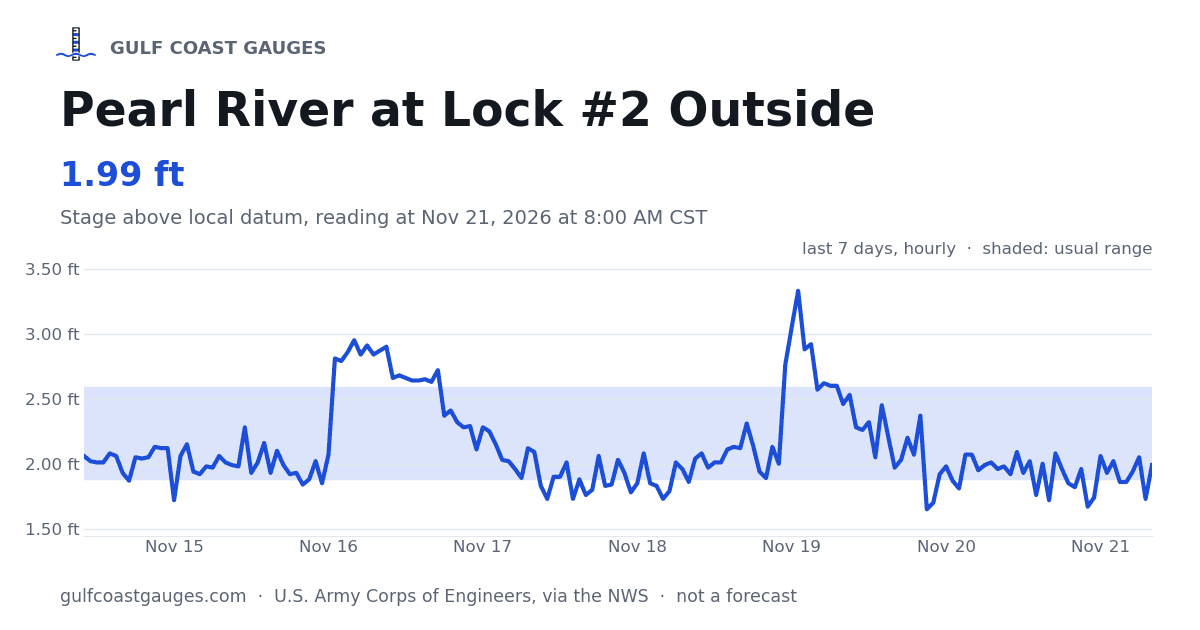 GULF COAST GAUGES
Pearl River at Lock #2 Outside
1.99 ft
Stage above local datum, reading at Nov 21, 2026 at 8:00 AM CST
last 7 days, hourly · shaded: usual range
3.50 ft
3.00 ft
2.50 ft
2.00 ft
1.50 ft
Nov 15 Nov 16 Nov 17 Nov 18 Nov 19 Nov 20 Nov 21
gulfcoastgauges.com · U.S. Army Corps of Engineers, via the NWS · not a forecast